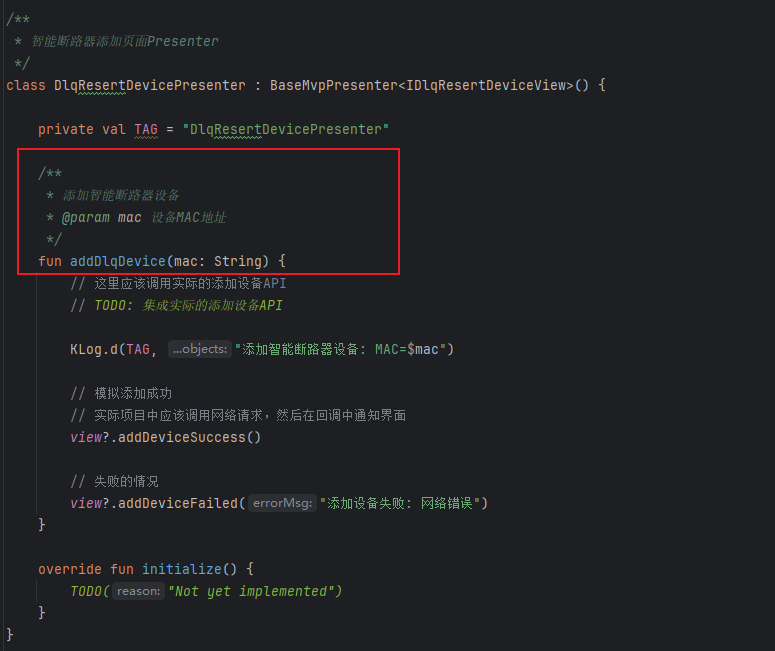 /**
 * 智能断路器添加页面Presenter
 */
class DlqResertDevicePresenter : BaseMvpPresenter<IDlqResertDeviceView>() {
    private val TAG = "DlqResertDevicePresenter"
    /**
     * 添加智能断路器设备
     * @param mac 设备MAC地址
     */
    fun addDlqDevice(mac: String) {
        // 这里应该调用实际的添加设备API
        // TODO: 集成实际的添加设备API
        KLog.d(TAG, ...objects: "添加智能断路器设备: MAC=$mac")
        // 模拟添加成功
        // 实际项目中应该调用网络请求，然后在回调中通知界面
        view?.addDeviceSuccess()
        // 失败的情况
        view?.addDeviceFailed( errorMsg: "添加设备失败: 网络错误")
    }
    override fun initialize() {
        TODO( reason: "Not yet implemented")
    }
}